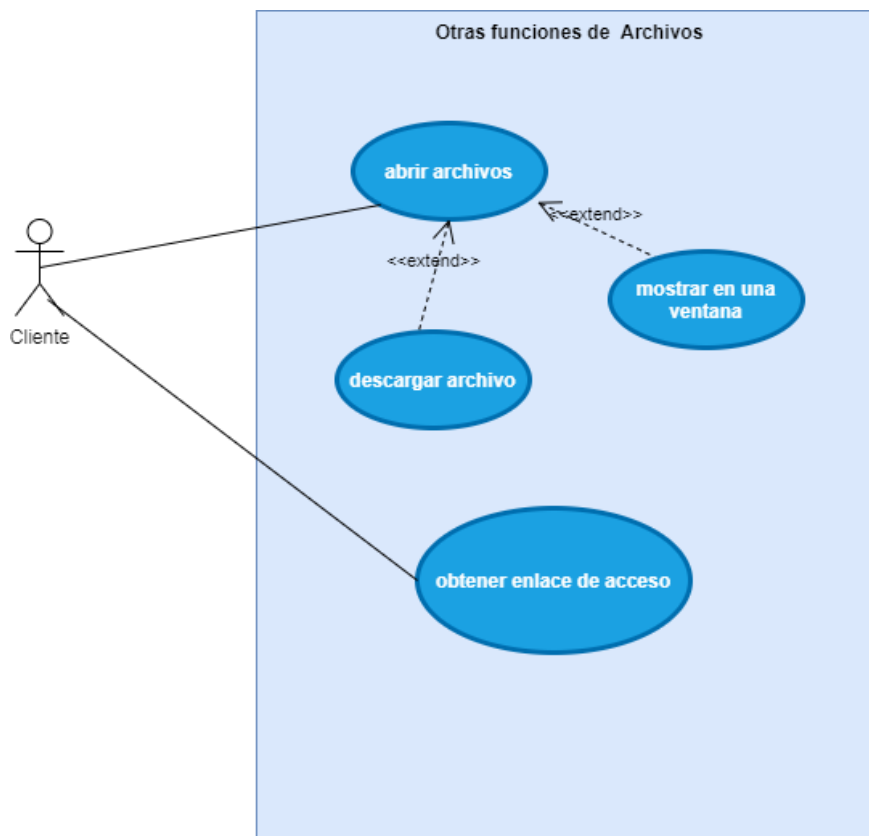 Otras funciones de  Archivos
abrir archivos
<<extend>>
<<extend>>
mostrar en una
ventana
Cliente
descargar archivo
obtener enlace de acceso